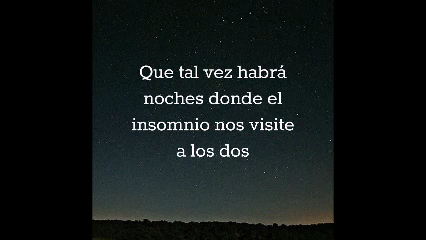 Que tal vez habrá
noches donde el
insomnio nos visite
a los dos